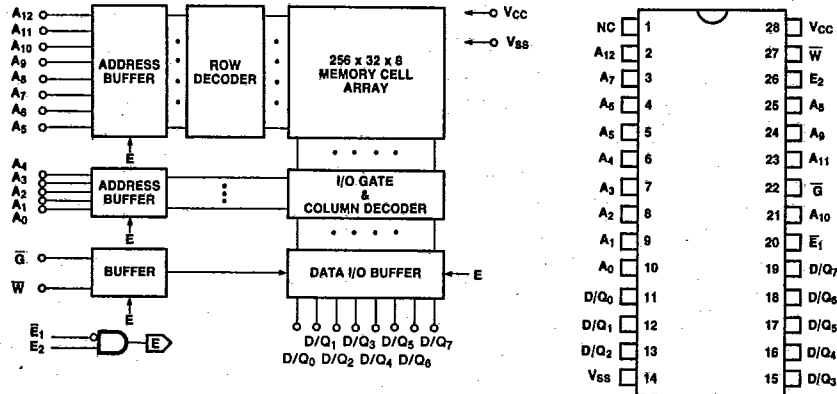 A12
A11
A10
A9
A8
A7
A6
A5
ADDRESS
BUFFER
ROW
DECODER
256 x 32 x 8
MEMORY CELL
ARRAY
VCC
VSS
E
A4
A3
A2
A1
A0
ADDRESS
BUFFER
I/O GATE
&
COLUMN DECODER
E
G̅
W̅
BUFFER
DATA I/O BUFFER
E
E
E̅1
E2
E
D/Q1 D/Q3 D/Q5 D/Q7
D/Q0 D/Q2 D/Q4 D/Q6
NC 1 28 VCC
A12 2 27 W̅
A7 3 26 E2
A6 4 25 A8
A5 5 24 A9
A4 6 23 A11
A3 7 22 G̅
A2 8 21 A10
A1 9 20 E̅1
A0 10 19 D/Q7
D/Q0 11 18 D/Q6
D/Q1 12 17 D/Q5
D/Q2 13 16 D/Q4
VSS 14 15 D/Q3